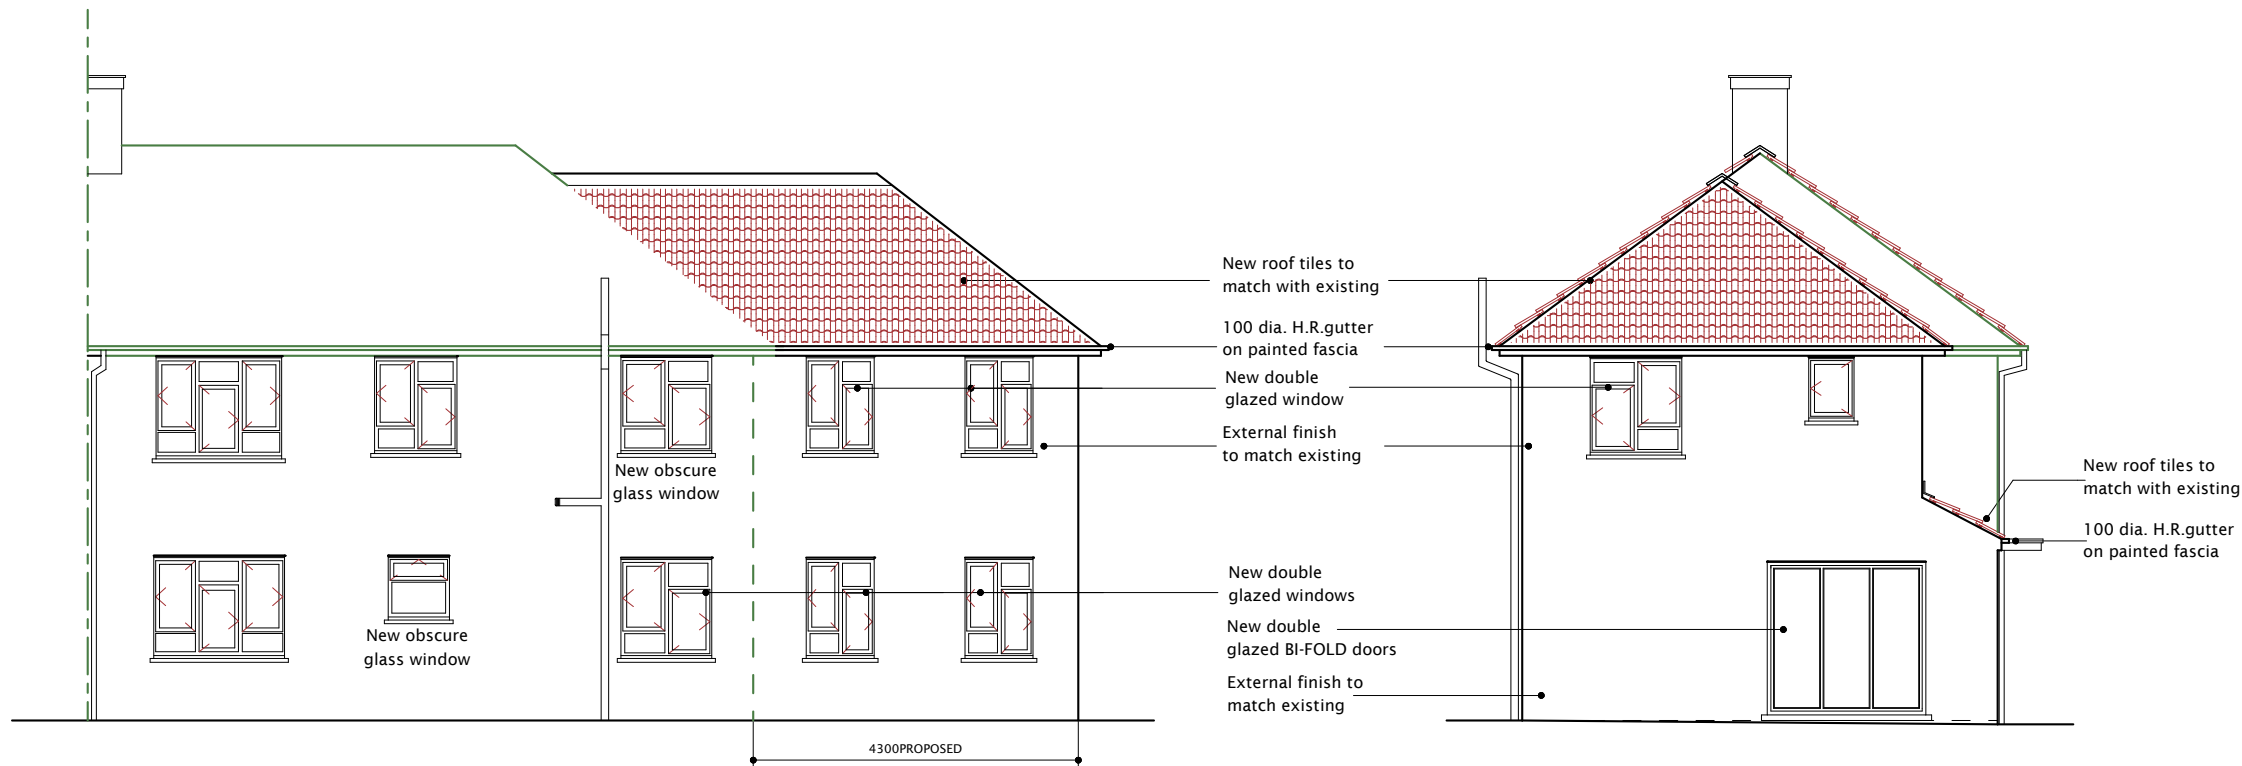 New roof tiles to
match with existing
100 dia. H.R.gutter
on painted fascia
New double
glazed window
External finish
to match existing
New obscure
glass window
New roof tiles to
match with existing
100 dia. H.R.gutter
on painted fascia
New double
glazed windows
New double
glazed BI-FOLD doors
New obscure
glass window
External finish to
match existing
4300PROPOSED